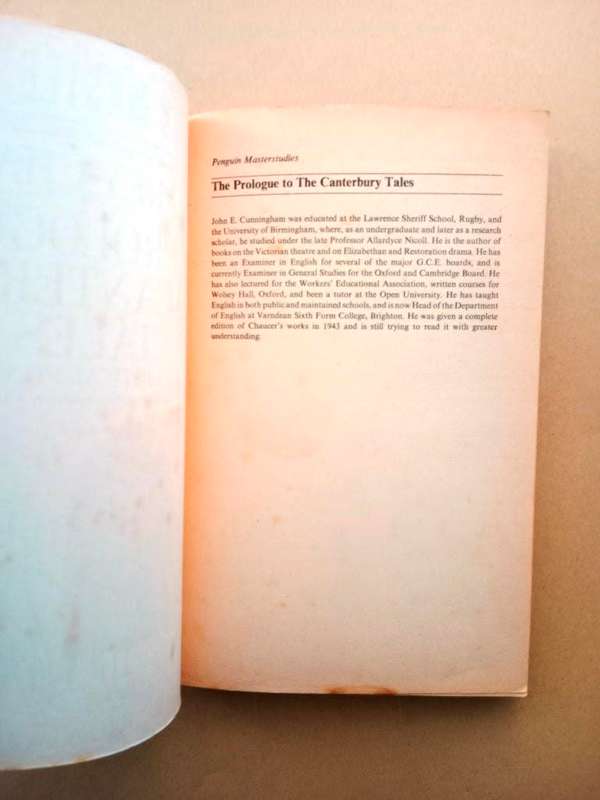 Penguin Masterstudies
The Prologue to The Canterbury Tales
John E. Cunningham was educated at the Lawrence Sheriff School, Rugby, and
the University of Birmingham, where, as an undergraduate and later as a research
scholar, he studied under the late Professor Allardyce Nicoll. He is the author of
books on the Victorian theatre and on Elizabethan and Restoration drama. He has
been an Examiner in English for several of the major G.C.E. boards, and is
currently Examiner in General Studies for the Oxford and Cambridge Board. He
has also lectured for the Workers' Educational Association, written courses for
Wolsey Hall, Oxford, and been a tutor at the Open University. He has taught
English in both public and maintained schools, and is now Head of the Department
of English at Varndean Sixth Form College, Brighton. He was given a complete
edition of Chaucer's works in 1943 and is still trying to read it with greater
understanding.